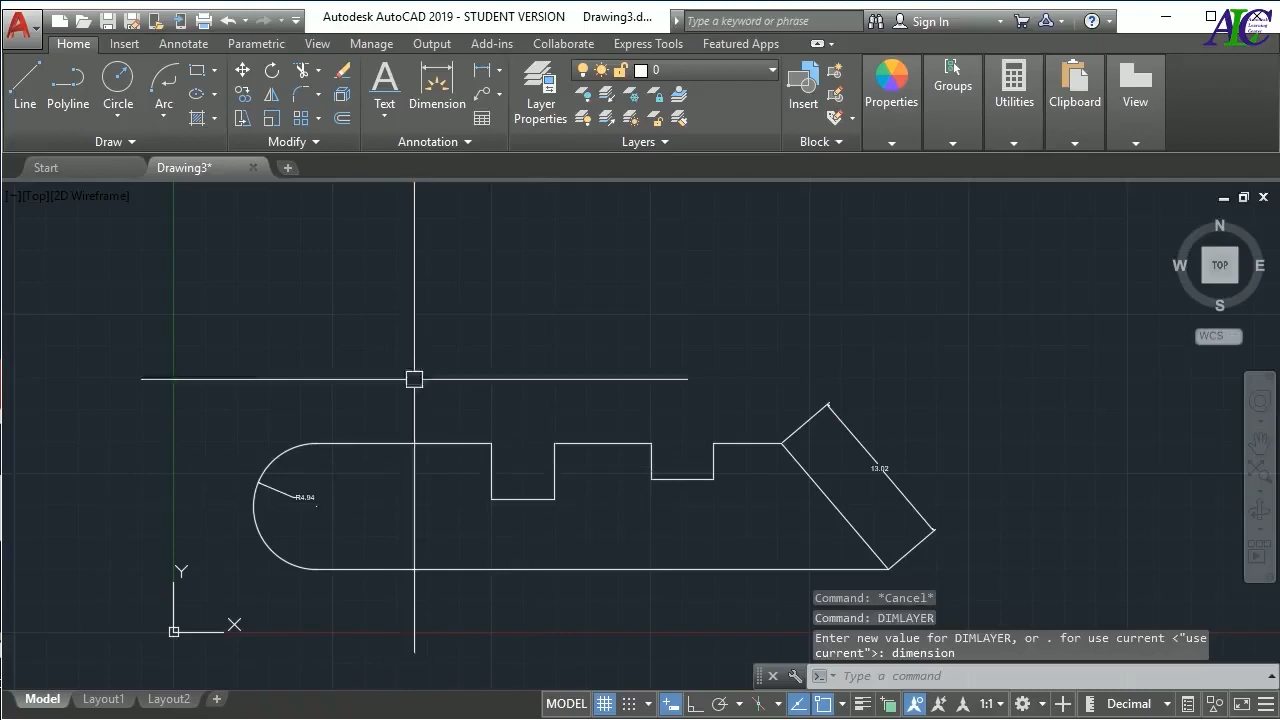 Autodesk AutoCAD 2019 - STUDENT VERSION Drawing3.d... Type a keyword or phrase Sign In
AlC
Home Insert Annotate Parametric View Manage Output Add-ins Collaborate Express Tools Featured Apps
0
Line Polyline Circle Arc Text Dimension Layer Properties Insert Properties Groups Utilities Clipboard View
Draw Modify Annotation Layers Block
Start Drawing3*
[−][Top][2D Wireframe]
N
W TOP E
S
WCS
13.02
R4.94
Y
X
Command: *Cancel*
Command: DIMLAYER
Enter new value for DIMLAYER, or . for use current <"use
current">: dimension
Type a command
Model Layout1 Layout2 + MODEL 1:1 Decimal